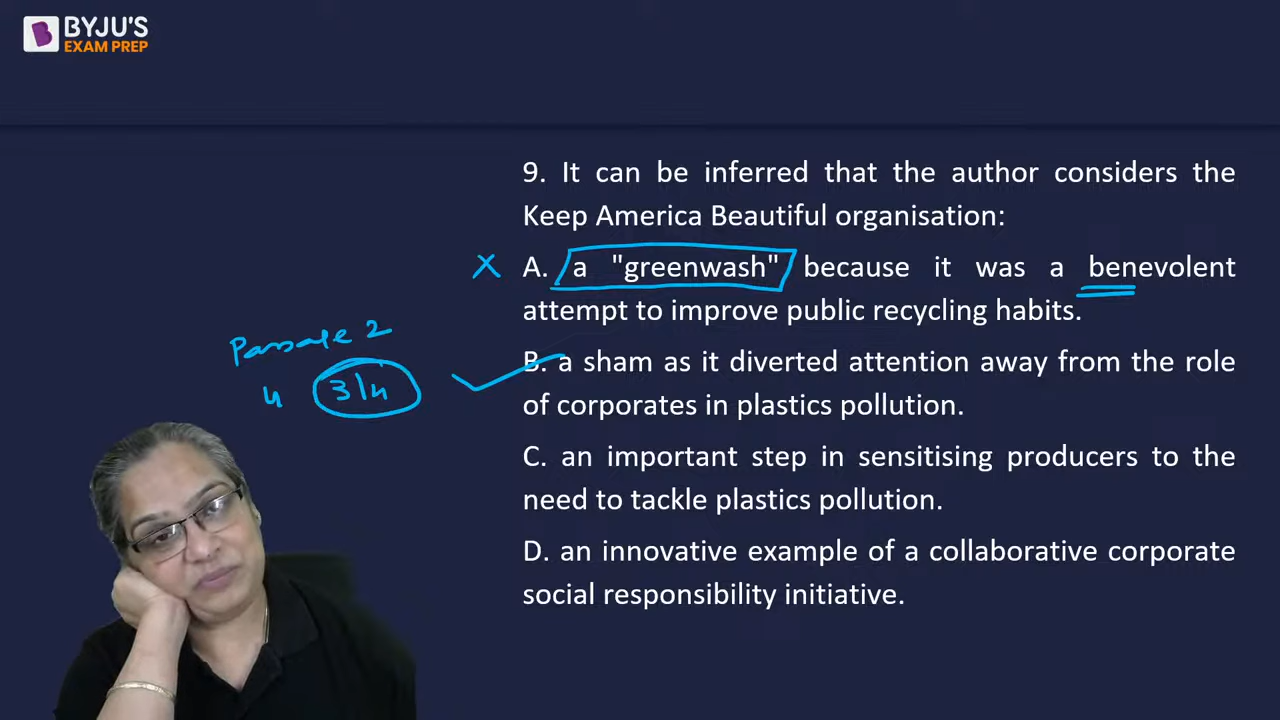 BYJU'S
EXAM PREP
9. It can be inferred that the author considers the
Keep America Beautiful organisation:
X A. a "greenwash" because it was a benevolent
attempt to improve public recycling habits.
Passage 2
B. a sham as it diverted attention away from the role
4 3/4
of corporates in plastics pollution.
C. an important step in sensitising producers to the
need to tackle plastics pollution.
D. an innovative example of a collaborative corporate
social responsibility initiative.